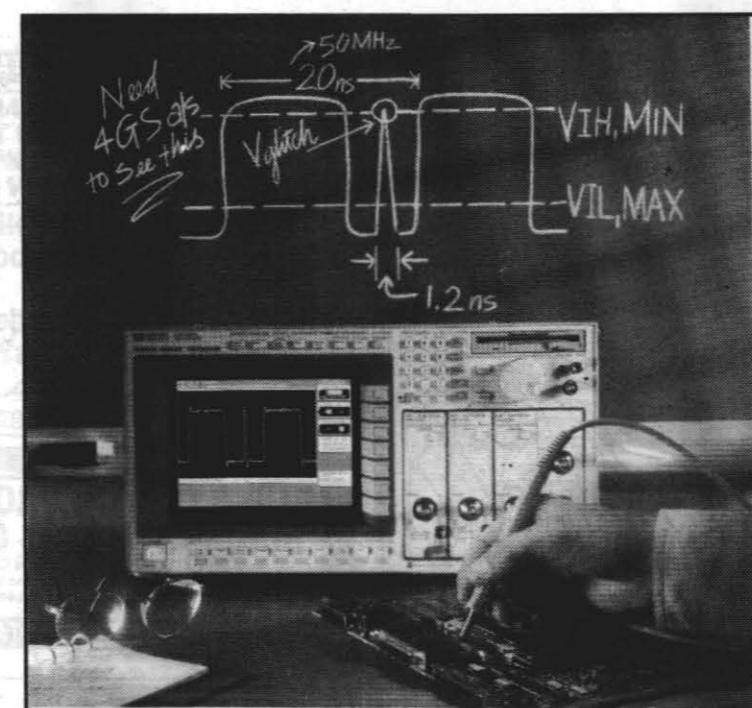 50MHz
20ns
Need
4GS a/s
to see this
Vglitch
VIH,MIN
VIL,MAX
1.2ns